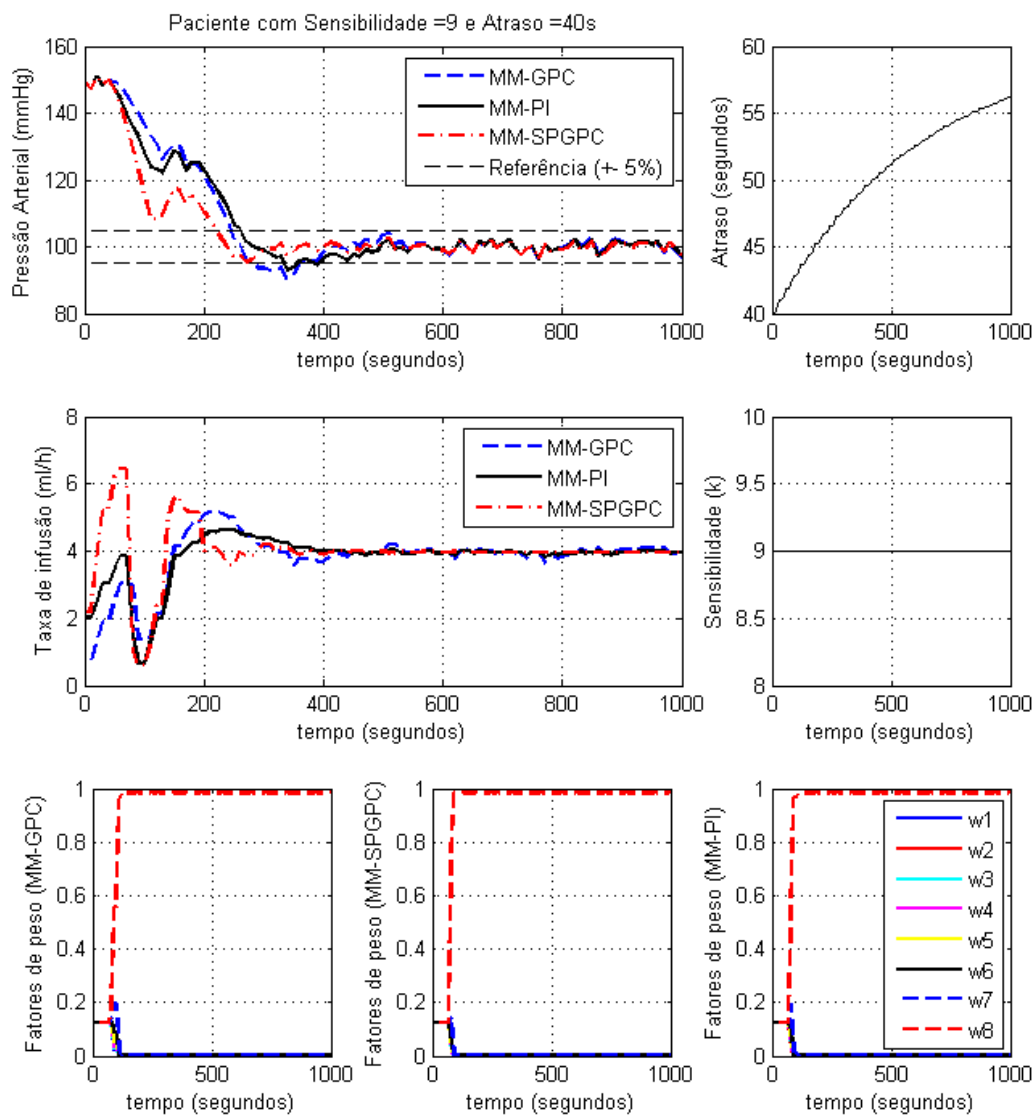 Paciente com Sensibilidade =9 e Atraso =40s
Pressão Arterial (mmHg)
160
140
120
100
80
0
200
400
600
800
1000
tempo (segundos)
MM-GPC
MM-PI
MM-SPGPC
Referência (+- 5%)
Atraso (segundos)
60
55
50
45
40
0
500
1000
tempo (segundos)
Taxa de infusão (ml/h)
8
6
4
2
0
0
200
400
600
800
1000
tempo (segundos)
MM-GPC
MM-PI
MM-SPGPC
Sensibilidade (k)
10
9.5
9
8.5
8
0
500
1000
tempo (segundos)
Fatores de peso (MM-GPC)
1
0.8
0.6
0.4
0.2
0
0
500
1000
tempo (segundos)
Fatores de peso (MM-SPGPC)
1
0.8
0.6
0.4
0.2
0
0
500
1000
tempo (segundos)
Fatores de peso (MM-PI)
1
0.8
0.6
0.4
0.2
0
0
500
1000
tempo (segundos)
w1
w2
w3
w4
w5
w6
w7
w8